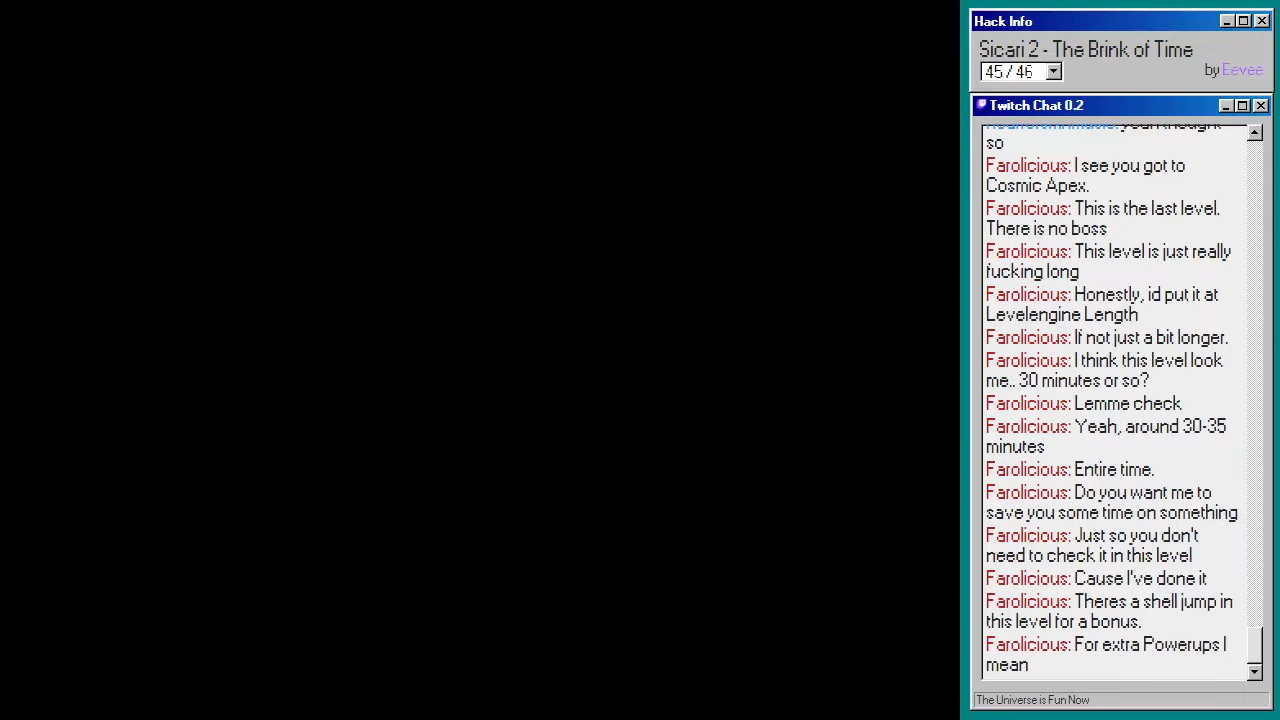 Hack Info
Sicari 2 - The Brink of Time
45/46
by Eevee
Twitch Chat 0.2
so
Farolicious: I see you got to
Cosmic Apex.
Farolicious: This is the last level.
There is no boss
Farolicious: This level is just really
fucking long
Farolicious: Honestly, id put it at
Levelengine Length
Farolicious: If not just a bit longer.
Farolicious: I think this level look
me.. 30 minutes or so?
Farolicious: Lemme check
Farolicious: Yeah, around 30-35
minutes
Farolicious: Entire time.
Farolicious: Do you want me to
save you some time on something
Farolicious: Just so you don't
need to check it in this level
Farolicious: Cause I've done it
Farolicious: Theres a shell jump in
this level for a bonus.
Farolicious: For extra Powerups I
mean
The Universe is Fun Now